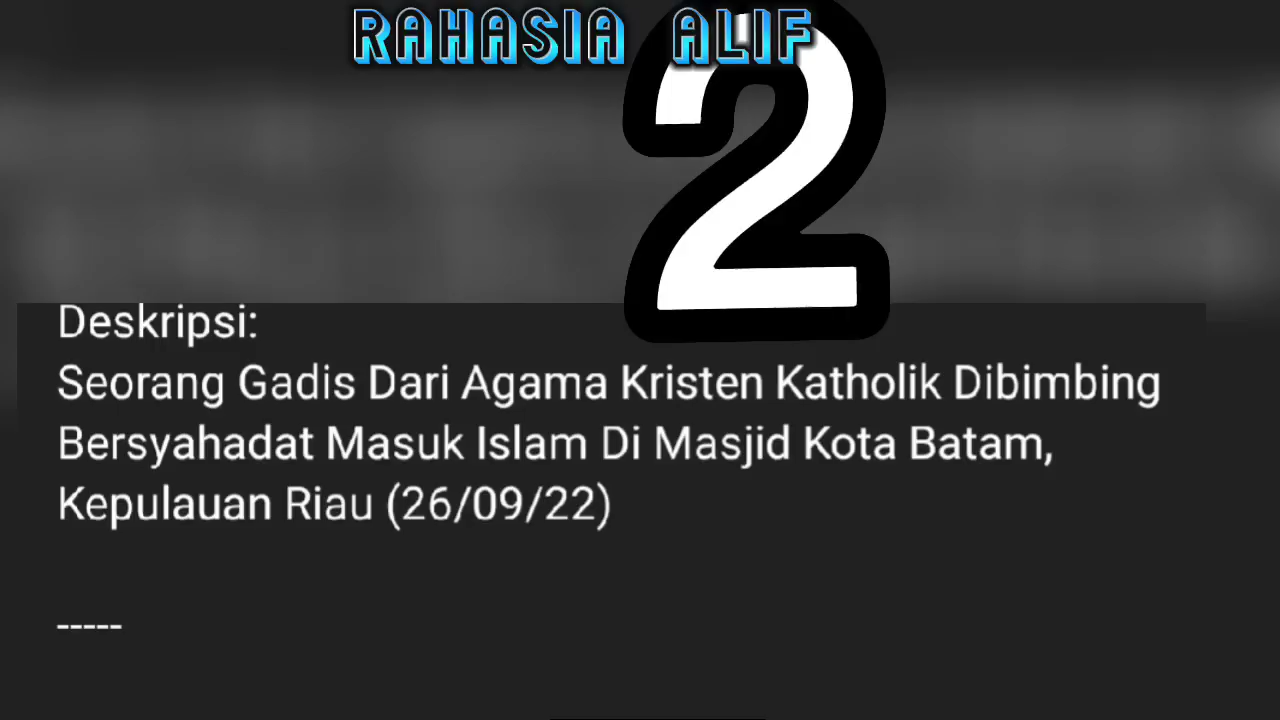 RAHASIA ALIF
2
Deskripsi:
Seorang Gadis Dari Agama Kristen Katholik Dibimbing
Bersyahadat Masuk Islam Di Masjid Kota Batam,
Kepulauan Riau (26/09/22)
-----